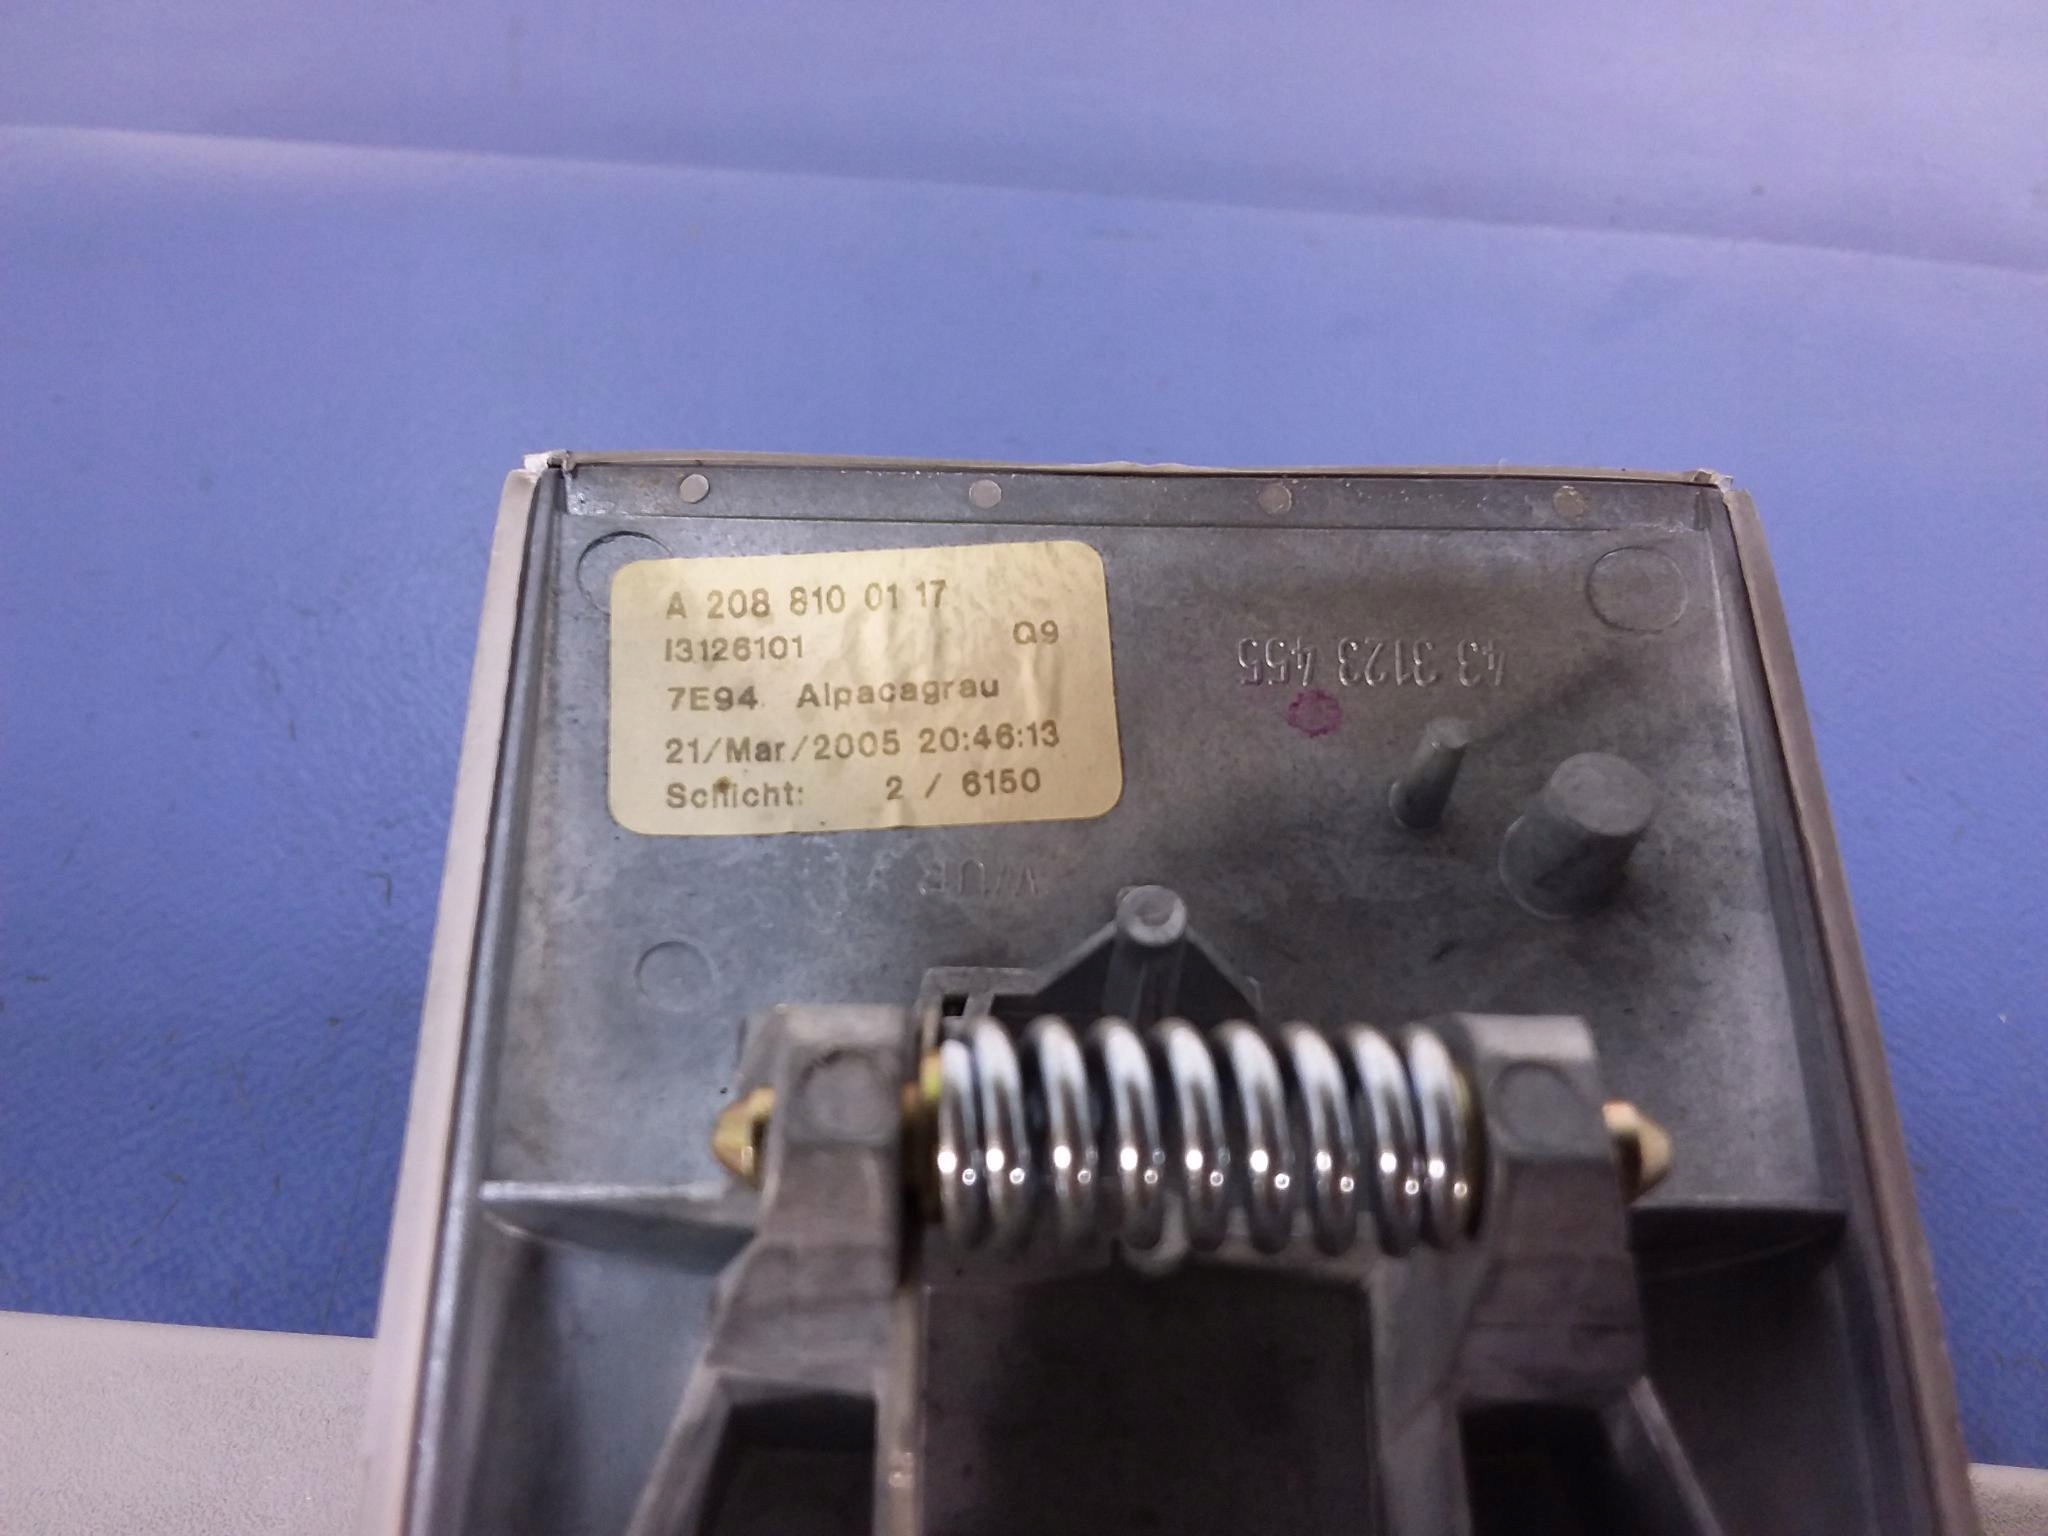 A 208 810 01 17
I3126101 Q9
7E94 Alpacagrau
21/Mar/2005 20:46:13
Schicht: 2 / 6150
43 3123 455